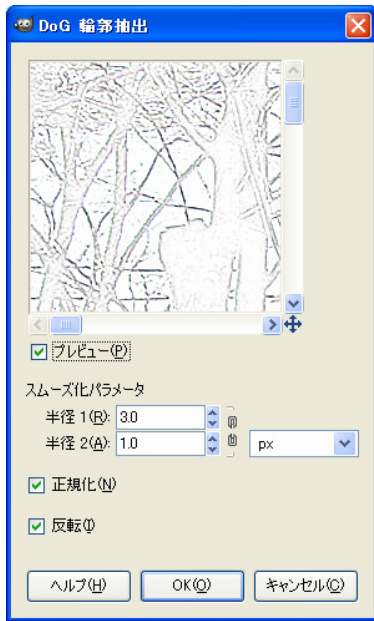 DoG 輪郭抽出
プレビュー(P)
スムーズ化パラメータ
半径 1(R): 3.0
半径 2(A): 1.0 px
正規化(N)
反転(I)
ヘルプ(H) OK(O) キャンセル(C)